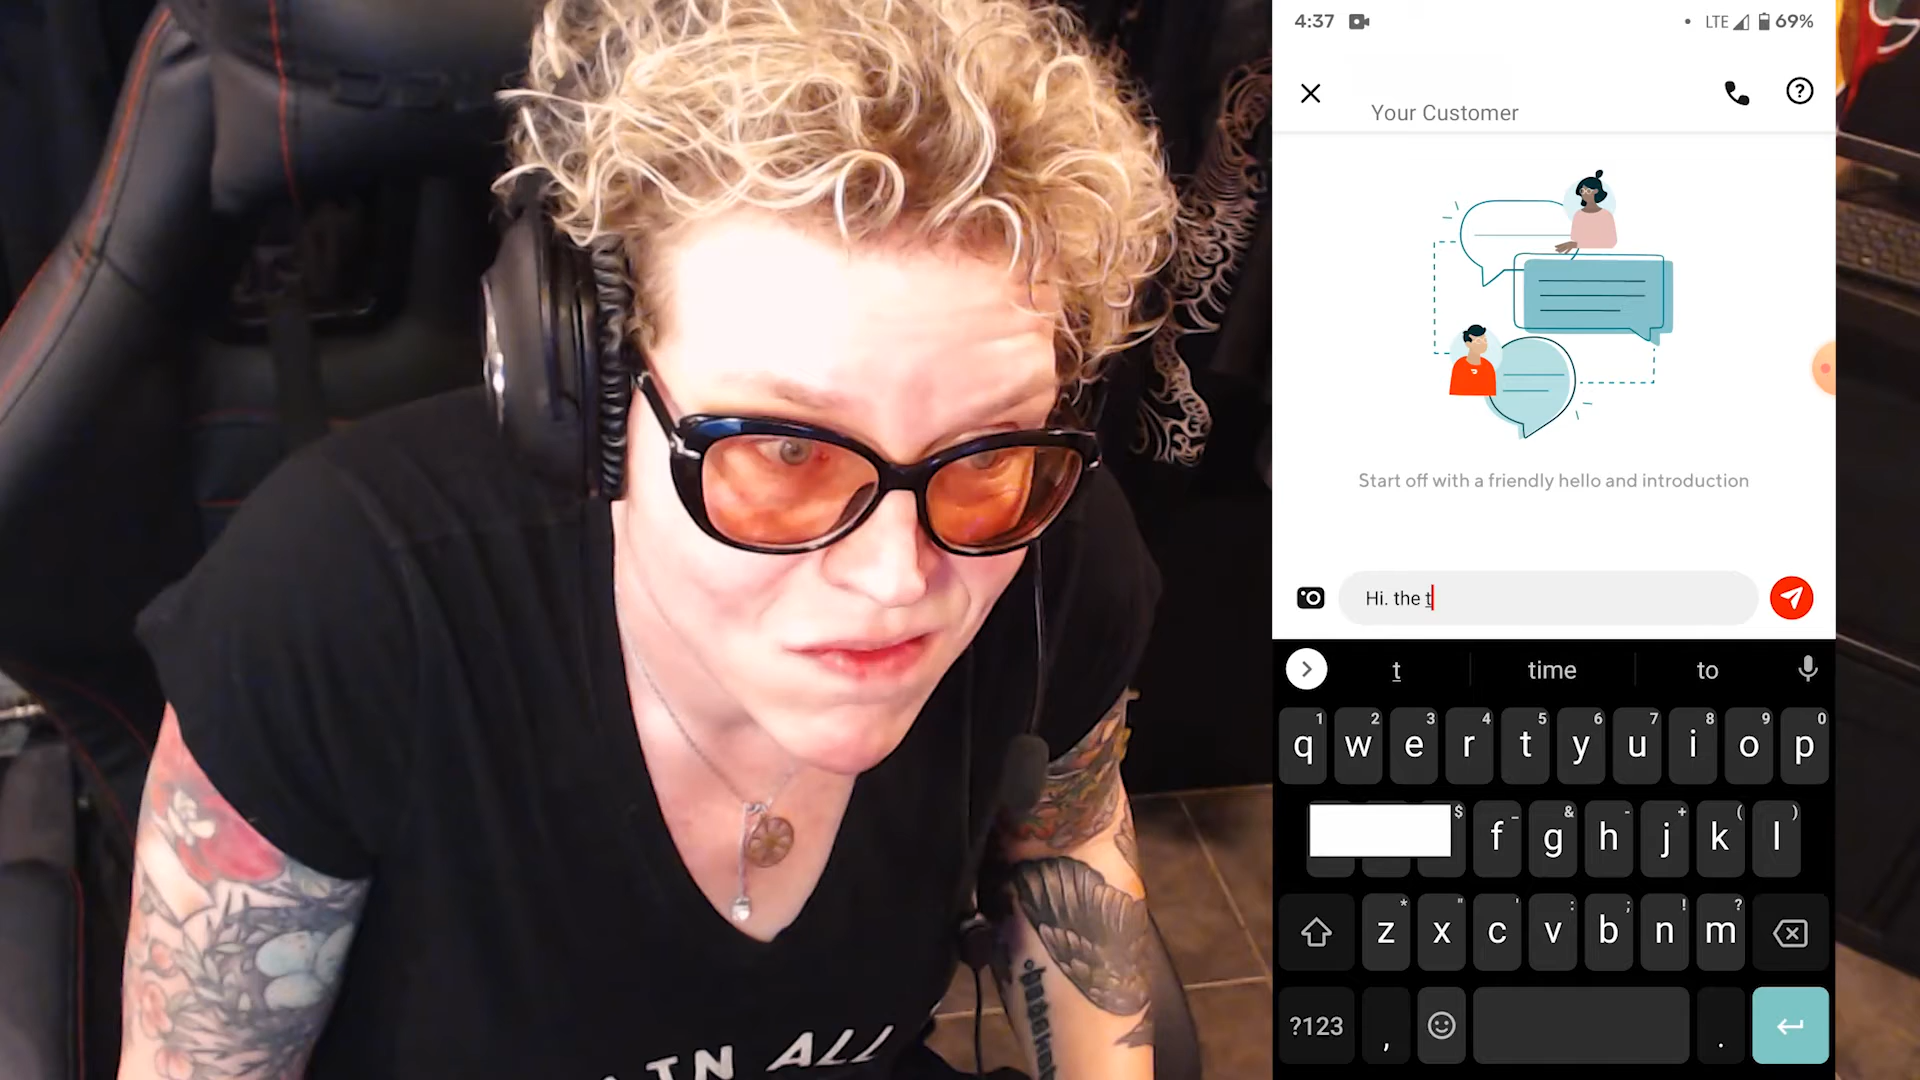 4:37
LTE
69%
Your Customer
?
Start off with a friendly hello and introduction
Hi. the t
t time to
1 2 3 4 5 6 7 8 9 0
q w e r t y u i o p
$ _ & - + ( )
f g h j k l
* " ' : ; ! ?
z x c v b n m
?123 , .
ALL